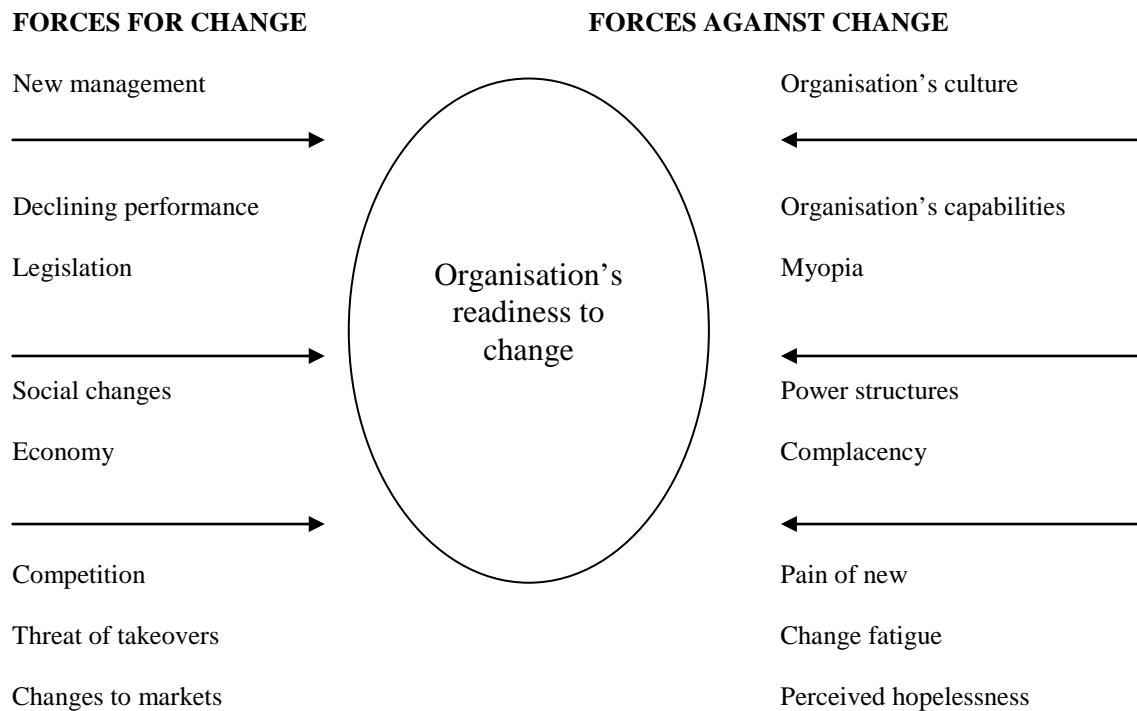 FORCES FOR CHANGE
FORCES AGAINST CHANGE
New management
Organisation’s culture
Declining performance
Organisation’s capabilities
Legislation
Myopia
Organisation’s
readiness to
change
Social changes
Power structures
Economy
Complacency
Competition
Pain of new
Threat of takeovers
Change fatigue
Changes to markets
Perceived hopelessness